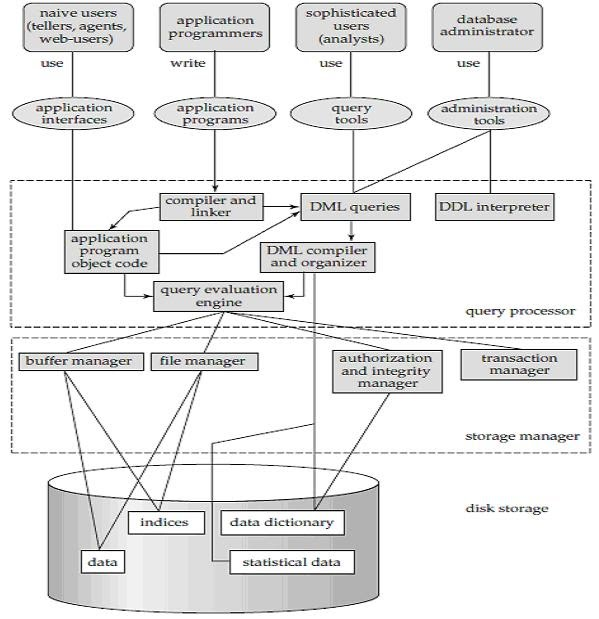 naive users
(tellers, agents,
web-users)
application
programmers
sophisticated
users
(analysts)
database
administrator
use
write
use
use
application
interfaces
application
programs
query
tools
administration
tools
compiler and
linker
DML queries
DDL interpreter
application
program
object code
DML compiler
and organizer
query evaluation
engine
query processor
buffer manager
file manager
authorization
and integrity
manager
transaction
manager
storage manager
disk storage
indices
data dictionary
data
statistical data